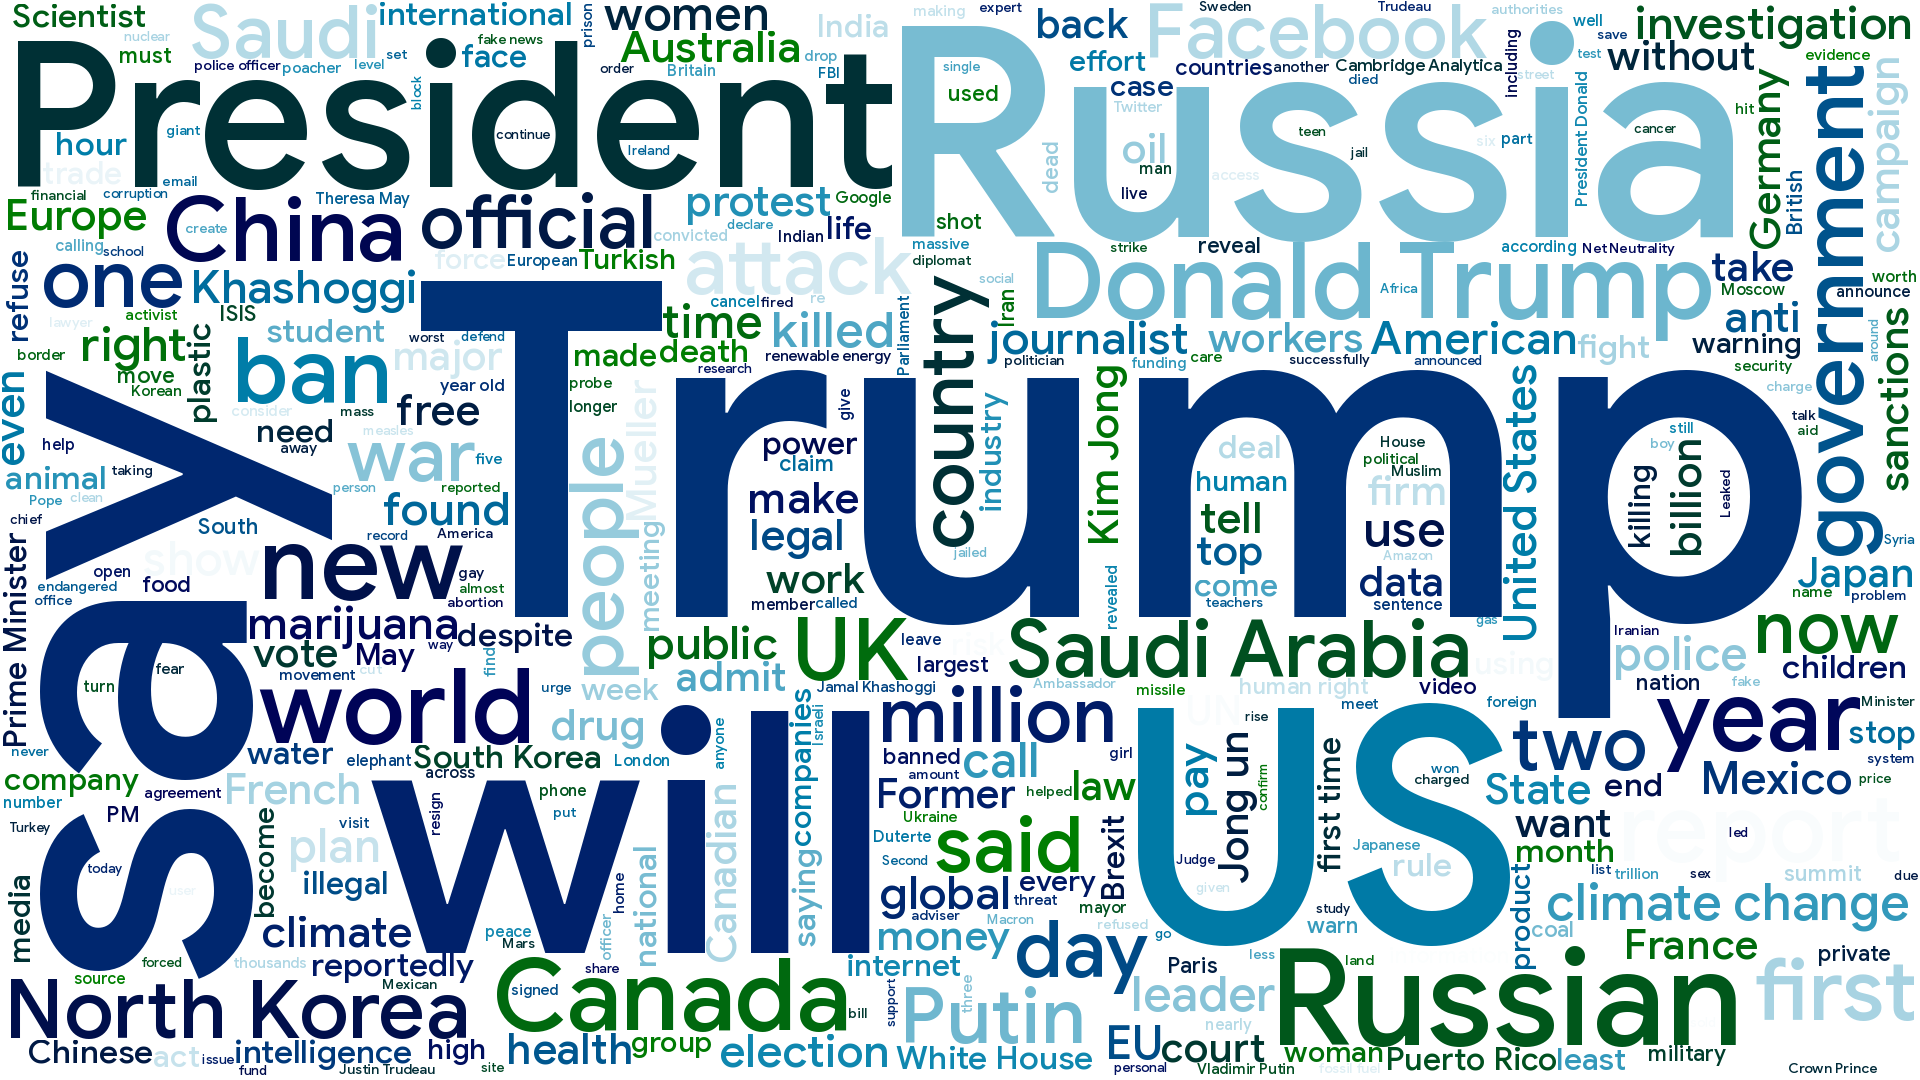 Scientist
Saudi
international
women
India
making
expert
Sweden
Trudeau
authorities
well
investigation
nuclear
must
fake news
set
prison
Australia
drop
back
Facebook
save
without
evidence
police officer
poacher
level
face
order
Britain
FBI
effort
countries
another
Cambridge Analytica
including
street
test
President
Russia
block
single
used
case
died
Twitter
President Donald
hit
Germany
government
campaign
hour
giant
continue
Ireland
dead
oil
man
teen
jail
six
part
cancer
trade
access
live
British
financial
corruption
email
Theresa May
protest
Google
Europe
China
create
official
convicted
declare
Indian
life
shot
massive
diplomat
strike
reveal
according
Net Neutrality
calling
school
force
European
Turkish
attack
social
Donald Trump
Africa
take
Moscow
worth
announce
refuse
one
Khashoggi
cancel
fired
re
Parliament
country
Iran
activist
ISIS
lawyer
right
plastic
student
worst
defend
time
killed
journalist
workers
American
fight
anti
warning
around
sanctions
border
move
Korean
ban
major
made
death
renewable energy
research
politician
funding
care
successfully
announced
security
charge
even
say
consider
mass
year old
free
probe
longer
Mueller
Trump
give
industry
Kim Jong
United States
talk
aid
help
need
away
measles
war
five
people
power
claim
deal
House
political
Muslim
still
boy
animal
taking
person
reported
make
human
firm
killing
billion
Leaked
Pope
clean
found
chief
South
record
America
meeting
legal
tell
use
jailed
top
Amazon
Syria
Prime Minister
show
new
gay
work
come
data
Japan
endangered
open
food
almost
office
abortion
member
called
revealed
teachers
sentence
name
problem
marijuana
despite
public
UK
leave
risk
Saudi Arabia
gas
Iranian
now
vote
May
way
fear
movement
cut
find
largest
using
police
children
turn
world
urge
week
admit
Jamal Khashoggi
Ambassador
missile
human right
video
nation
fake
never
drug
will
companies
Israeli
million
UN
rise
US
meet
foreign
year
Minister
water
elephant
South Korea
London
anyone
banned
call
girl
pay
Jong un
first time
won
charged
two
stop
system
company
agreement
French
across
phone
amount
Former
helped
law
confirm
State
end
Mexico
price
number
PM
visit
resign
put
Canadian
saying
Ukraine
Turkey
become
plan
Duterte
said
Brexit
Japanese
want
month
report
led
today
user
illegal
national
home
Second
Judge
rule
list
trillion
sex
summit
due
media
global
every
threat
given
product
climate change
climate
peace
Mars
officer
adviser
Macron
mayor
refused
study
warn
go
coal
source
forced
thousands
reportedly
Mexican
share
money
day
less
land
France
private
North Korea
Canada
signed
internet
support
three
Paris
leader
Russian
first
bill
Putin
nearly
Chinese
act
issue
intelligence
high
health
group
election
White House
EU
court
woman
Puerto Rico
least
military
fund
Justin Trudeau
site
personal
Vladimir Putin
fossil fuel
Crown Prince